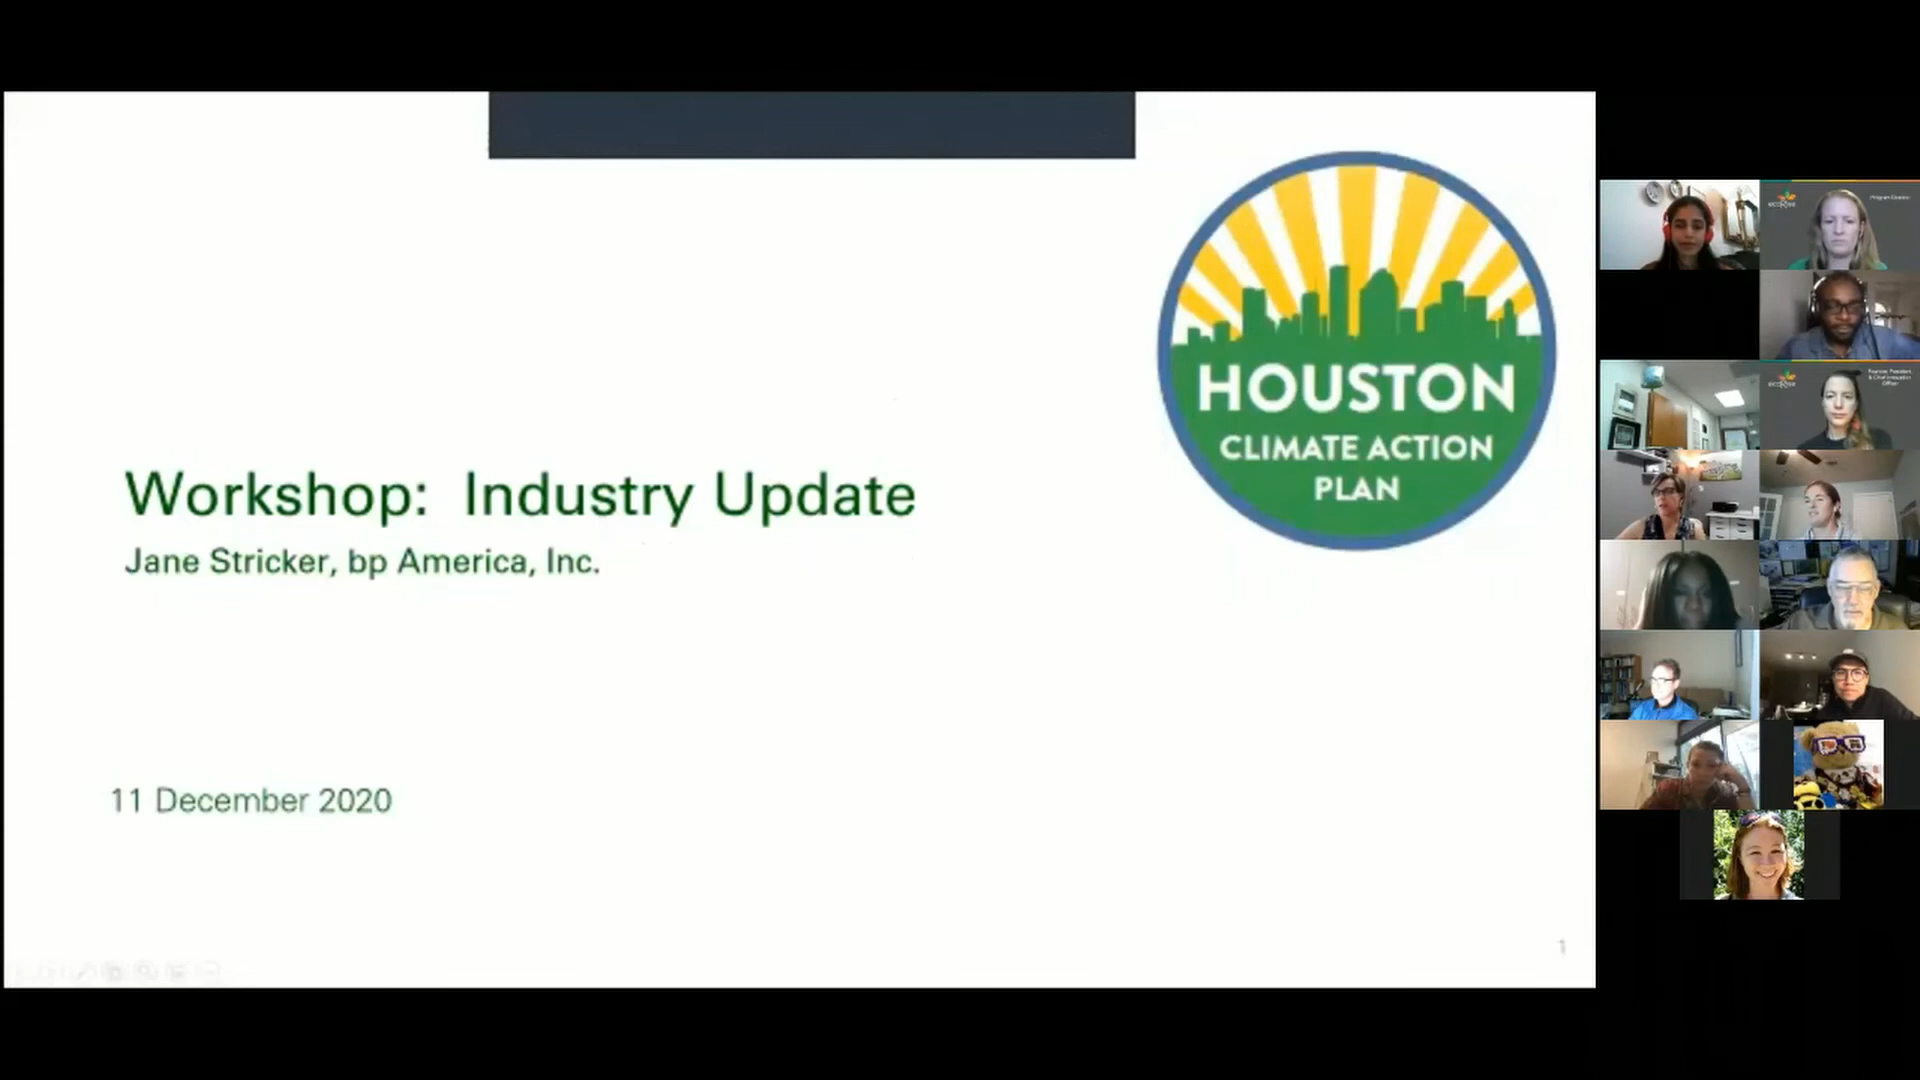 HOUSTON
CLIMATE ACTION
PLAN
Workshop: Industry Update
Jane Stricker, bp America, Inc.
11 December 2020
1